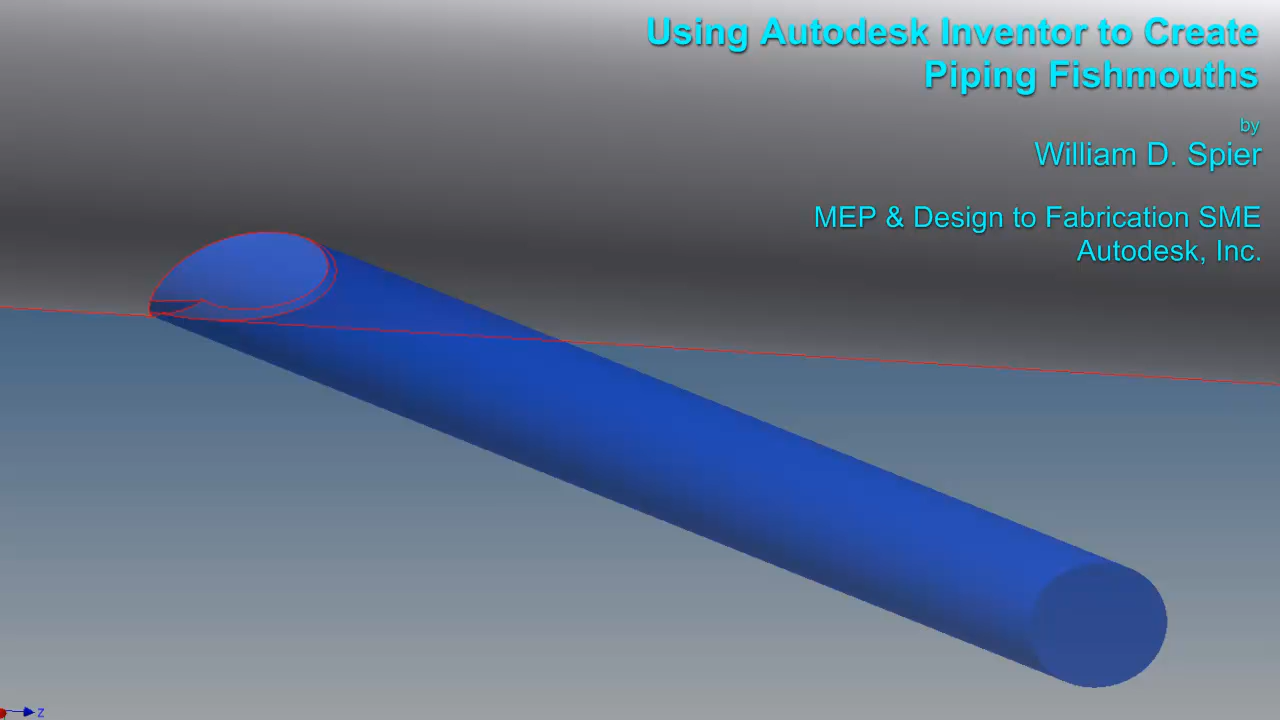 Using Autodesk Inventor to Create
Piping Fishmouths
by
William D. Spier
MEP & Design to Fabrication SME
Autodesk, Inc.
Z